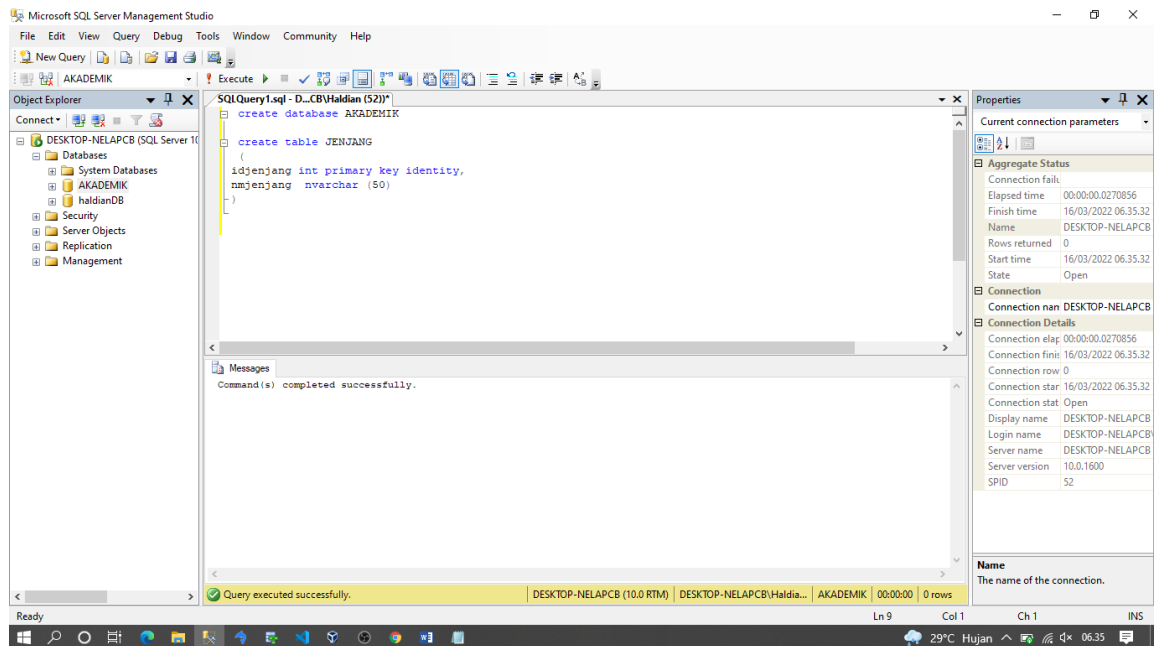 Microsoft SQL Server Management Studio
File Edit View Query Debug Tools Window Community Help
New Query
AKADEMIK
Execute
Object Explorer
Connect
DESKTOP-NELAPCB (SQL Server 10
Databases
System Databases
AKADEMIK
haldianDB
Security
Server Objects
Replication
Management
SQLQuery1.sql - D...CB\Haldian (52))*
create database AKADEMIK
create table JENJANG
(
idjenjang int primary key identity,
nmjenjang nvarchar (50)
)
Messages
Command(s) completed successfully.
Query executed successfully.
DESKTOP-NELAPCB (10.0 RTM)
DESKTOP-NELAPCB\Haldia...
AKADEMIK
00:00:00
0 rows
Properties
Current connection parameters
Aggregate Status
Connection failu
Elapsed time 00:00:00.0270856
Finish time 16/03/2022 06.35.32
Name DESKTOP-NELAPCB
Rows returned 0
Start time 16/03/2022 06.35.32
State Open
Connection
Connection nam DESKTOP-NELAPCB
Connection Details
Connection elap 00:00:00.0270856
Connection finis 16/03/2022 06.35.32
Connection row 0
Connection star 16/03/2022 06.35.32
Connection stat Open
Display name DESKTOP-NELAPCB
Login name DESKTOP-NELAPCB\
Server name DESKTOP-NELAPCB
Server version 10.0.1600
SPID 52
Name
The name of the connection.
Ready
Ln 9 Col 1 Ch 1 INS
29°C Hujan 06.35